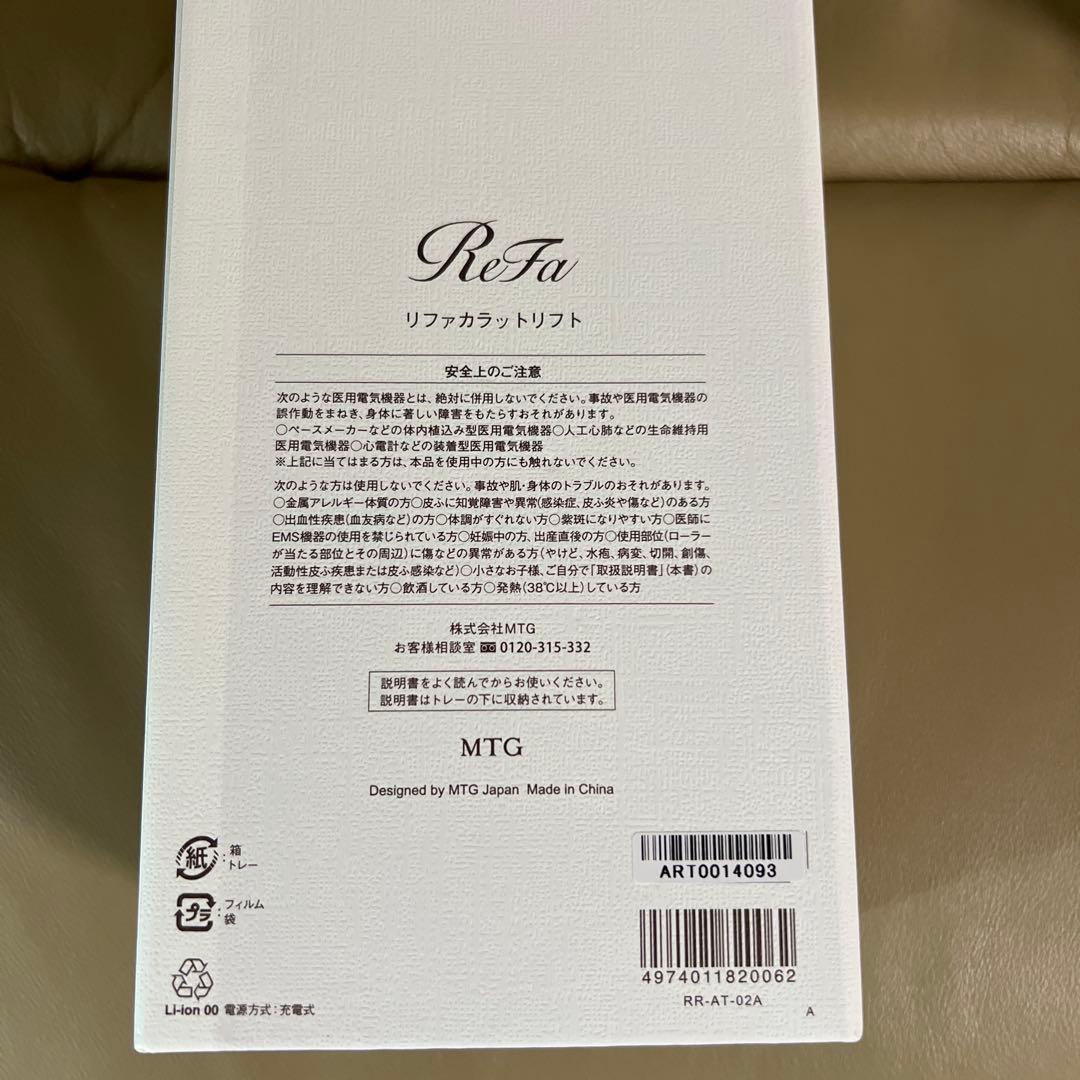 ReFa
リファカラットリフト
安全上のご注意
次のような医用電気機器とは、絶対に併用しないでください。事故や医用電気機器の
誤作動をまねき、身体に著しい障害をもたらすおそれがあります。
○ペースメーカーなどの体内植込み型医用電気機器○人工心肺などの生命維持用
医用電気機器○心電計などの装着型医用電気機器
※上記に当てはまる方は、本品を使用中の方にも触れないでください。
次のような方は使用しないでください。事故や肌・身体のトラブルのおそれがあります。
○金属アレルギー体質の方○皮ふに知覚障害や異常(感染症、皮ふ炎や傷など)のある方
○出血性疾患(血友病など)の方○体調がすぐれない方○紫斑になりやすい方○医師に
EMS機器の使用を禁じられている方○妊娠中の方、出産直後の方○使用部位(ローラー
が当たる部位とその周辺)に傷などの異常がある方(やけど、水疱、病変、切開、創傷、
活動性皮ふ疾患または皮ふ感染など)○小さなお子様、ご自分で「取扱説明書」(本書)の
内容を理解できない方○飲酒している方○発熱(38℃以上)している方
株式会社MTG
お客様相談室 0120-315-332
説明書をよく読んでからお使いください。
説明書はトレーの下に収納されています。
MTG
Designed by MTG Japan Made in China
紙:箱
トレー
プラ:フィルム
袋
Li-ion 00 電源方式:充電式
ART0014093
4974011820062
RR-AT-02A
A